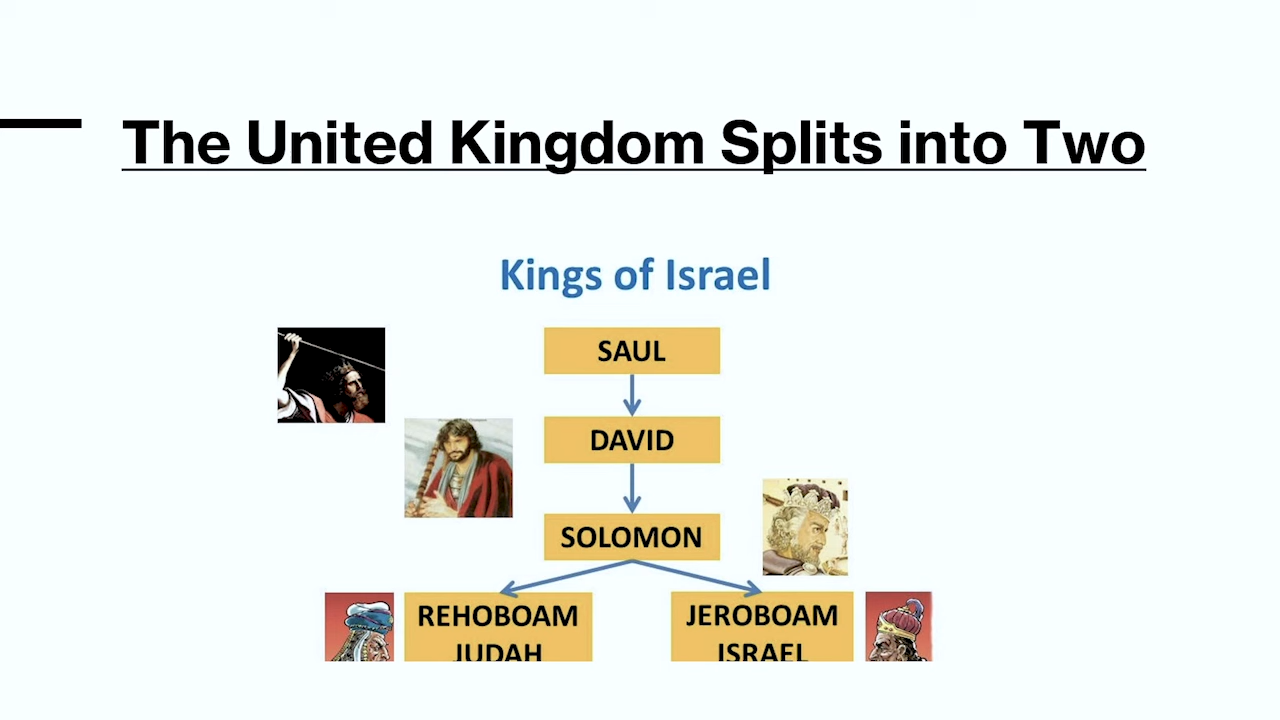 The United Kingdom Splits into Two
Kings of Israel
SAUL
DAVID
SOLOMON
REHOBOAM
JUDAH
JEROBOAM
ISRAEL